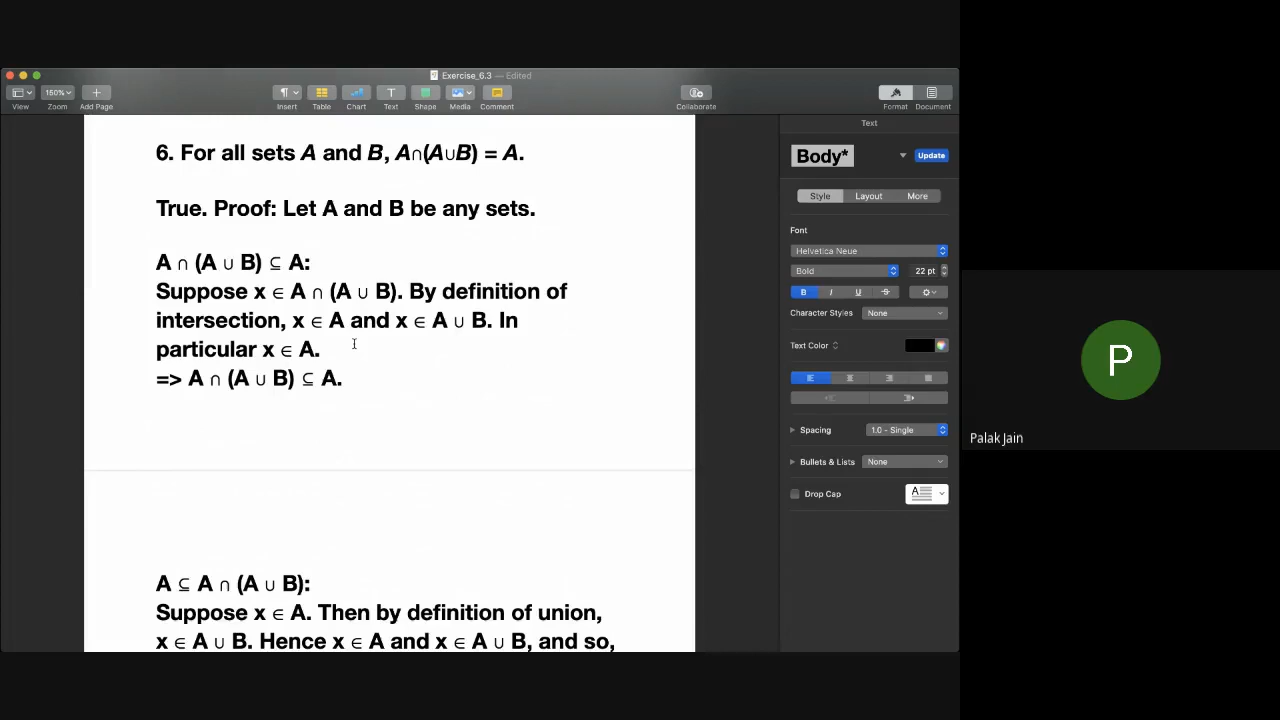 Exercise_6.3 — Edited
150%
View
Zoom
Add Page
Insert
Table
Chart
Text
Shape
Media
Comment
Collaborate
Format
Document
6. For all sets A and B, A∩(A∪B) = A.
True. Proof: Let A and B be any sets.
A ∩ (A ∪ B) ⊆ A:
Suppose x ∈ A ∩ (A ∪ B). By definition of
intersection, x ∈ A and x ∈ A ∪ B. In
particular x ∈ A.
=> A ∩ (A ∪ B) ⊆ A.
A ⊆ A ∩ (A ∪ B):
Suppose x ∈ A. Then by definition of union,
x ∈ A ∪ B. Hence x ∈ A and x ∈ A ∪ B, and so,
Text
Body*
Update
Style
Layout
More
Font
Helvetica Neue
Bold
22 pt
B
I
U
S
Character Styles
None
Text Color
Spacing
1.0 - Single
Bullets & Lists
None
Drop Cap
A
P
Palak Jain